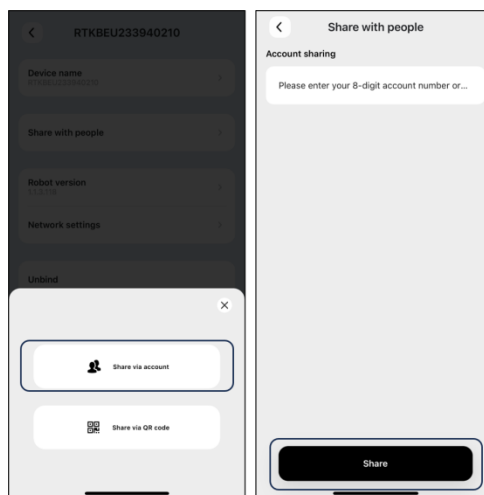 RTKBEU233940210
Device name
RTKBEU233940210
Share with people
Robot version
Network settings
Unbind
Share via account
Share via QR code
Share with people
Account sharing
Please enter your 8-digit account number or...
Share